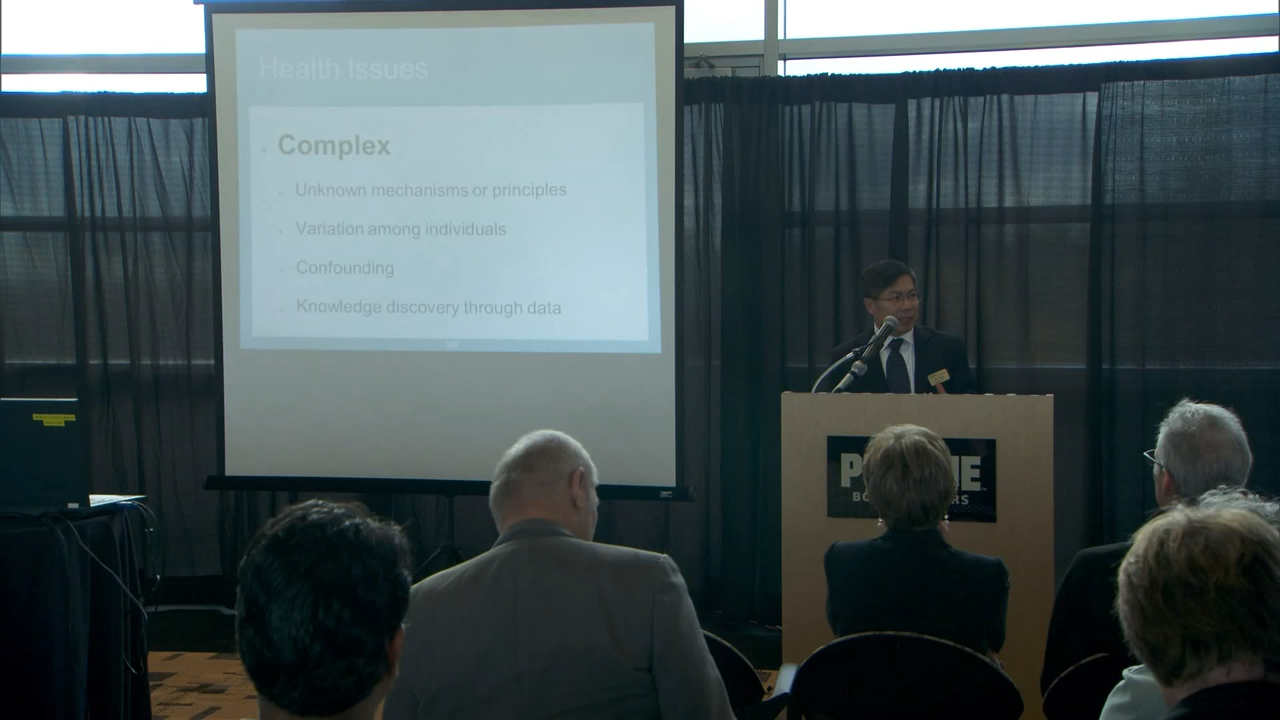 Health Issues
Complex
Unknown mechanisms or principles
Variation among individuals
Confounding
Knowledge discovery through data